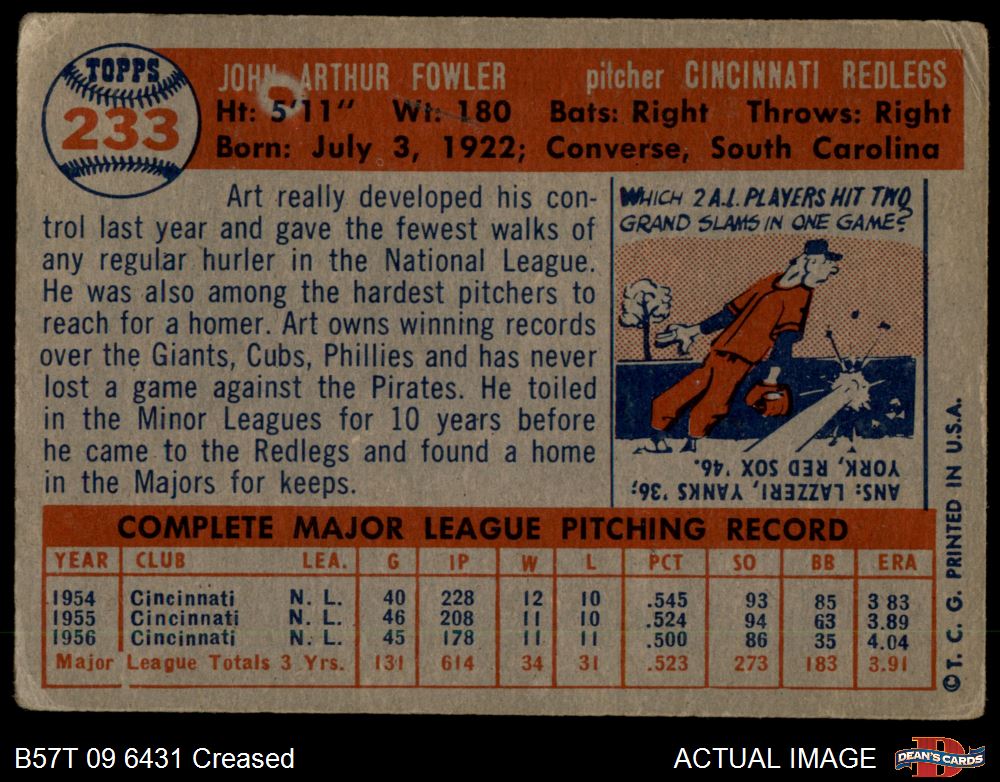 TOPPS
233
JOHN ARTHUR FOWLER pitcher CINCINNATI REDLEGS
Ht: 5'11" Wt: 180 Bats: Right Throws: Right
Born: July 3, 1922; Converse, South Carolina
Art really developed his con-
trol last year and gave the fewest walks of
any regular hurler in the National League.
He was also among the hardest pitchers to
reach for a homer. Art owns winning records
over the Giants, Cubs, Phillies and has never
lost a game against the Pirates. He toiled
in the Minor Leagues for 10 years before
he came to the Redlegs and found a home
in the Majors for keeps.
WHICH 2 A.L. PLAYERS HIT TWO
GRAND SLAMS IN ONE GAME?
ANS: LAZZERI, YANKS '36;
YORK, RED SOX '46.
COMPLETE MAJOR LEAGUE PITCHING RECORD
YEAR CLUB LEA. G IP W L PCT SO BB ERA
1954 Cincinnati N. L. 40 228 12 10 .545 93 85 3 83
1955 Cincinnati N. L. 46 208 11 10 .524 94 63 3.89
1956 Cincinnati N. L. 45 178 11 11 .500 86 35 4.04
Major League Totals 3 Yrs. 131 614 34 31 .523 273 183 3.91
©T. C. G. PRINTED IN U.S.A.
B57T 09 6431 Creased
ACTUAL IMAGE
DEAN'S CARDS